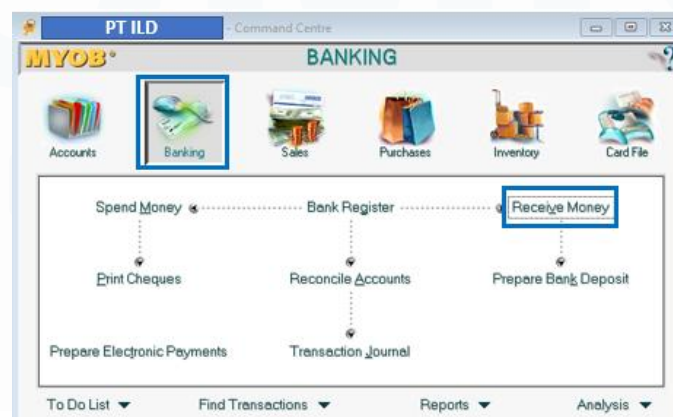 PT ILD - Command Centre
MYOB BANKING ?
Accounts Banking Sales Purchases Inventory Card File
Spend Money Bank Register Receive Money
Print Cheques Reconcile Accounts Prepare Bank Deposit
Prepare Electronic Payments Transaction Journal
To Do List Find Transactions Reports Analysis